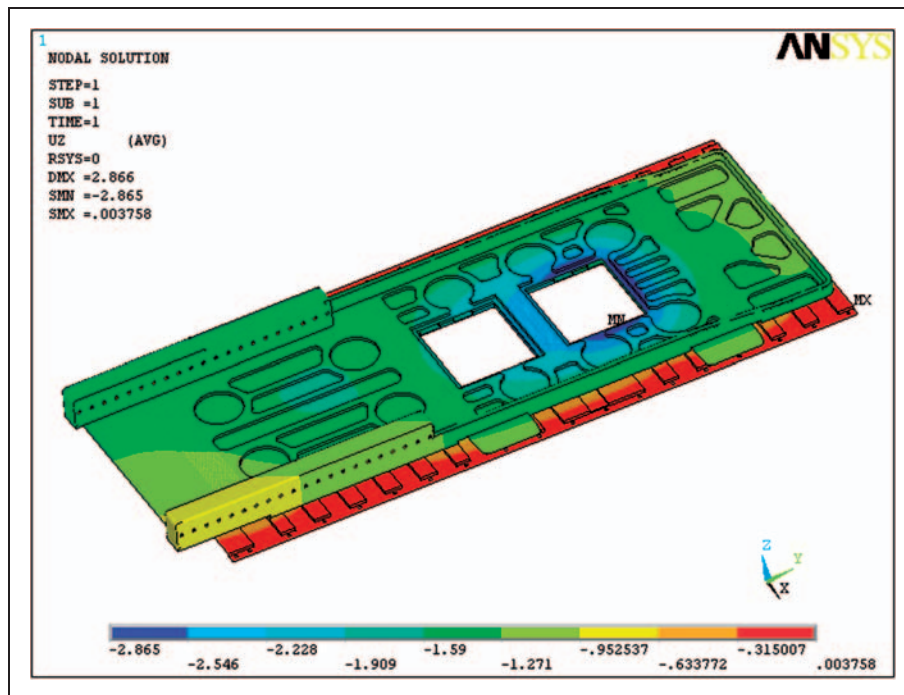 1
ANSYS
NODAL SOLUTION
STEP=1
SUB =1
TIME=1
UZ (AVG)
RSYS=0
DMX =2.866
SMN =-2.865
SMX =.003758
MX
MN
Z
Y
X
-2.865 -2.228 -1.59 -.952537 -.315007
-2.546 -1.909 -1.271 -.633772 .003758